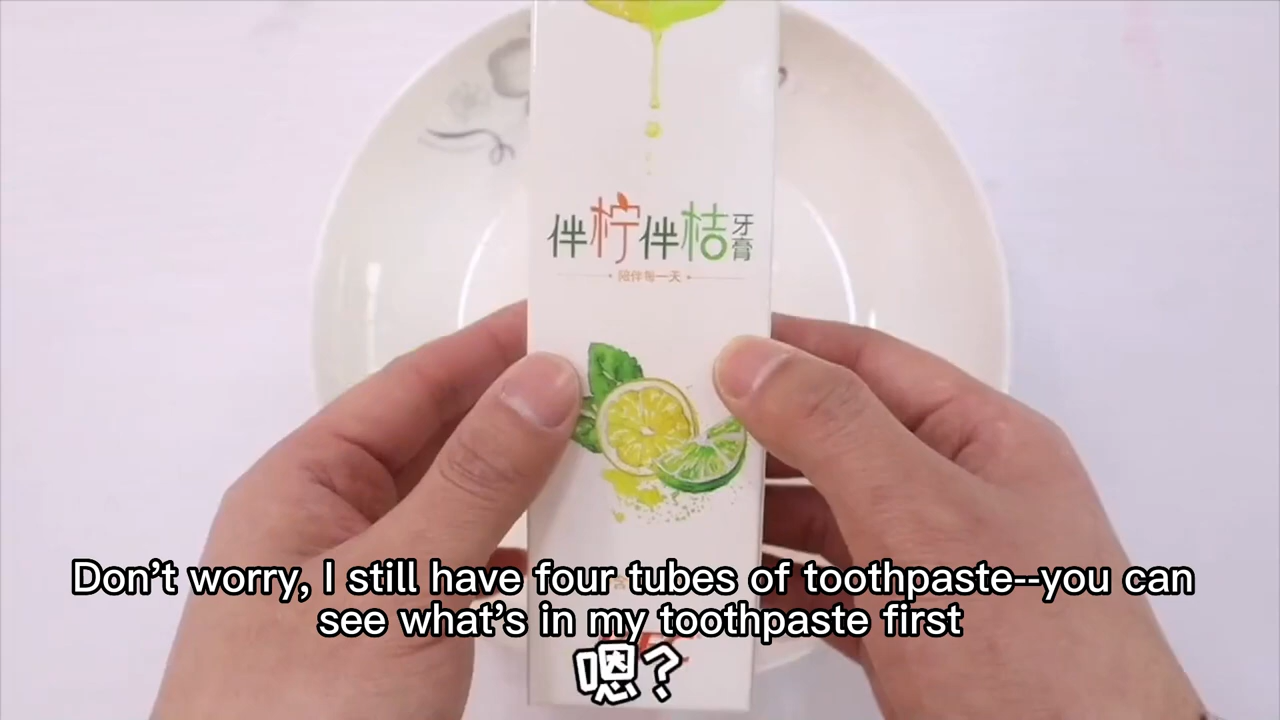 伴柠伴桔牙膏
陪伴每一天
Don't worry, I still have four tubes of toothpaste--you can
see what's in my toothpaste first
嗯?